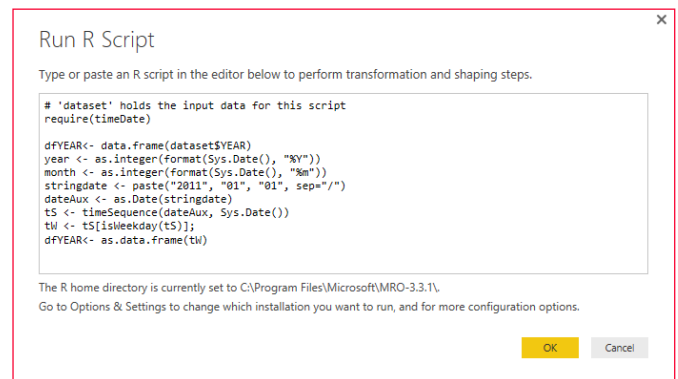 Run R Script
Type or paste an R script in the editor below to perform transformation and shaping steps.
# 'dataset' holds the input data for this script
require(timeDate)
dfYEAR<- data.frame(dataset$YEAR)
year <- as.integer(format(Sys.Date(), "%Y"))
month <- as.integer(format(Sys.Date(), "%m"))
stringdate <- paste("2011", "01", "01", sep="/")
dateAux <- as.Date(stringdate)
tS <- timeSequence(dateAux, Sys.Date())
tW <- tS[isWeekday(tS)];
dfYEAR<- as.data.frame(tW)
The R home directory is currently set to C:\Program Files\Microsoft\MRO-3.3.1\.
Go to Options & Settings to change which installation you want to run, and for more configuration options.
OK Cancel